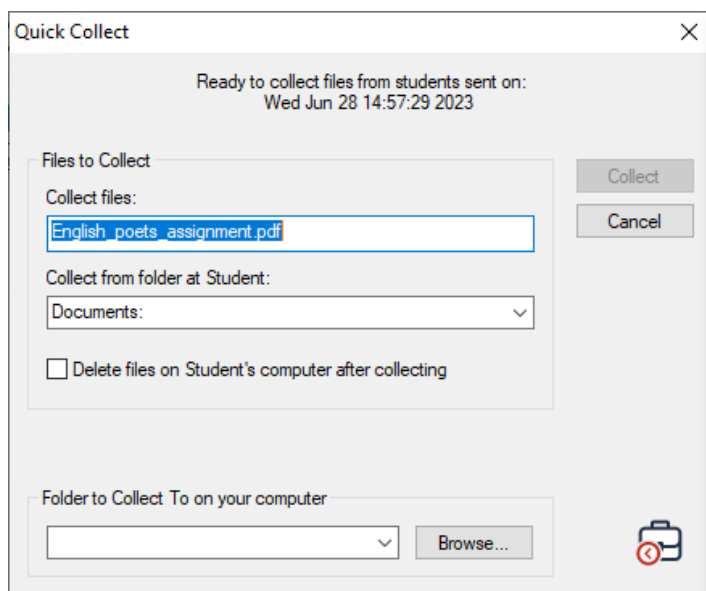 Quick Collect
Ready to collect files from students sent on:
Wed Jun 28 14:57:29 2023
Files to Collect
Collect files:
English_poets_assignment.pdf
Collect from folder at Student:
Documents:
Delete files on Student's computer after collecting
Collect
Cancel
Folder to Collect To on your computer
Browse...